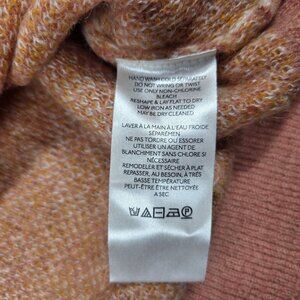 HAND WASH COLD SEPARATELY
DO NOT WRING OR TWIST
USE ONLY NON-CHLORINE
BLEACH
RESHAPE & LAY FLAT TO DRY
LOW IRON AS NEEDED
MAY BE DRY CLEANED
LAVER À LA MAIN À L'EAU FROIDE
SÉPARÉMEN
NE PAS TORDRE OU ESSORER
UTILISER UN AGENT DE
BLANCHIMENT SANS CHLORE SI
NÉCESSAIRE
REMODELER ET SÉCHER À PLAT
REPASSER, AU BESOIN, À TRÈS
BASSE TEMPÉRATURE
PEUT-ÊTRE ÊTRE NETTOYÉE
A SEC